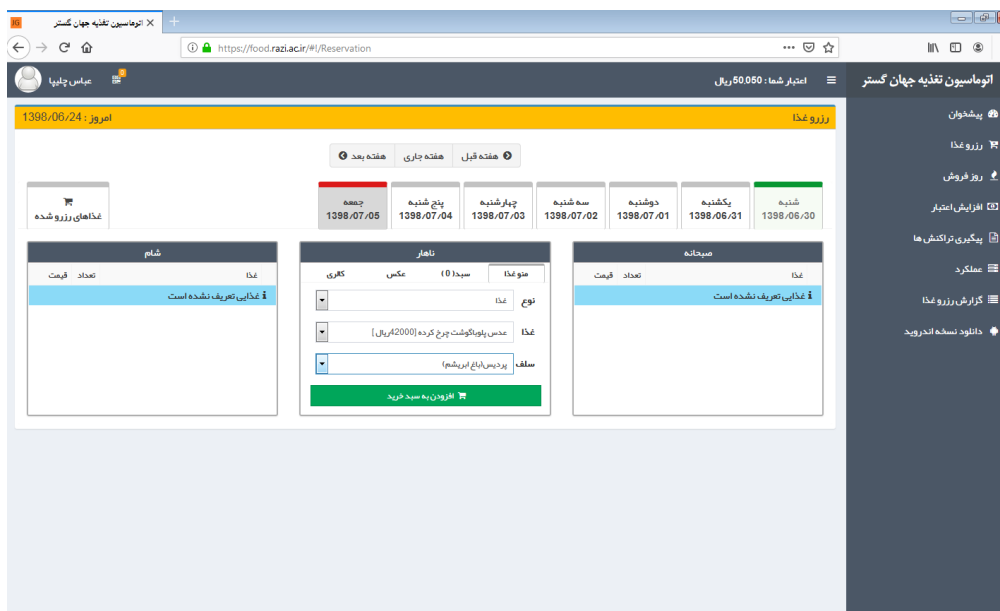 اتوماسیون تغذیه جهان گستر
https://food.razi.ac.ir/#!/Reservation
اتوماسیون تغذیه جهان گستر
اعتبار شما : 50,050 ریال
عباس چلیپا
0
پیشخوان
رزرو غذا
روز فروش
افزایش اعتبار
پیگیری تراکنش ها
عملکرد
گزارش رزرو غذا
دانلود نسخه اندروید
رزرو غذا
امروز : 1398/06/24
هفته قبل
هفته جاری
هفته بعد
شنبه
1398/06/30
یکشنبه
1398/06/31
دوشنبه
1398/07/01
سه شنبه
1398/07/02
چهارشنبه
1398/07/03
پنج شنبه
1398/07/04
جمعه
1398/07/05
غذاهای رزرو شده
صبحانه
غذا تعداد قیمت
غذایی تعریف نشده است
ناهار
منو غذا سبد( 0 ) عکس کالری
نوع غذا
غذا عدس پلوباگوشت چرخ کرده [42000ریال ]
سلف پردیس(باغ ابریشم)
افزودن به سبد خرید
شام
غذا تعداد قیمت
غذایی تعریف نشده است